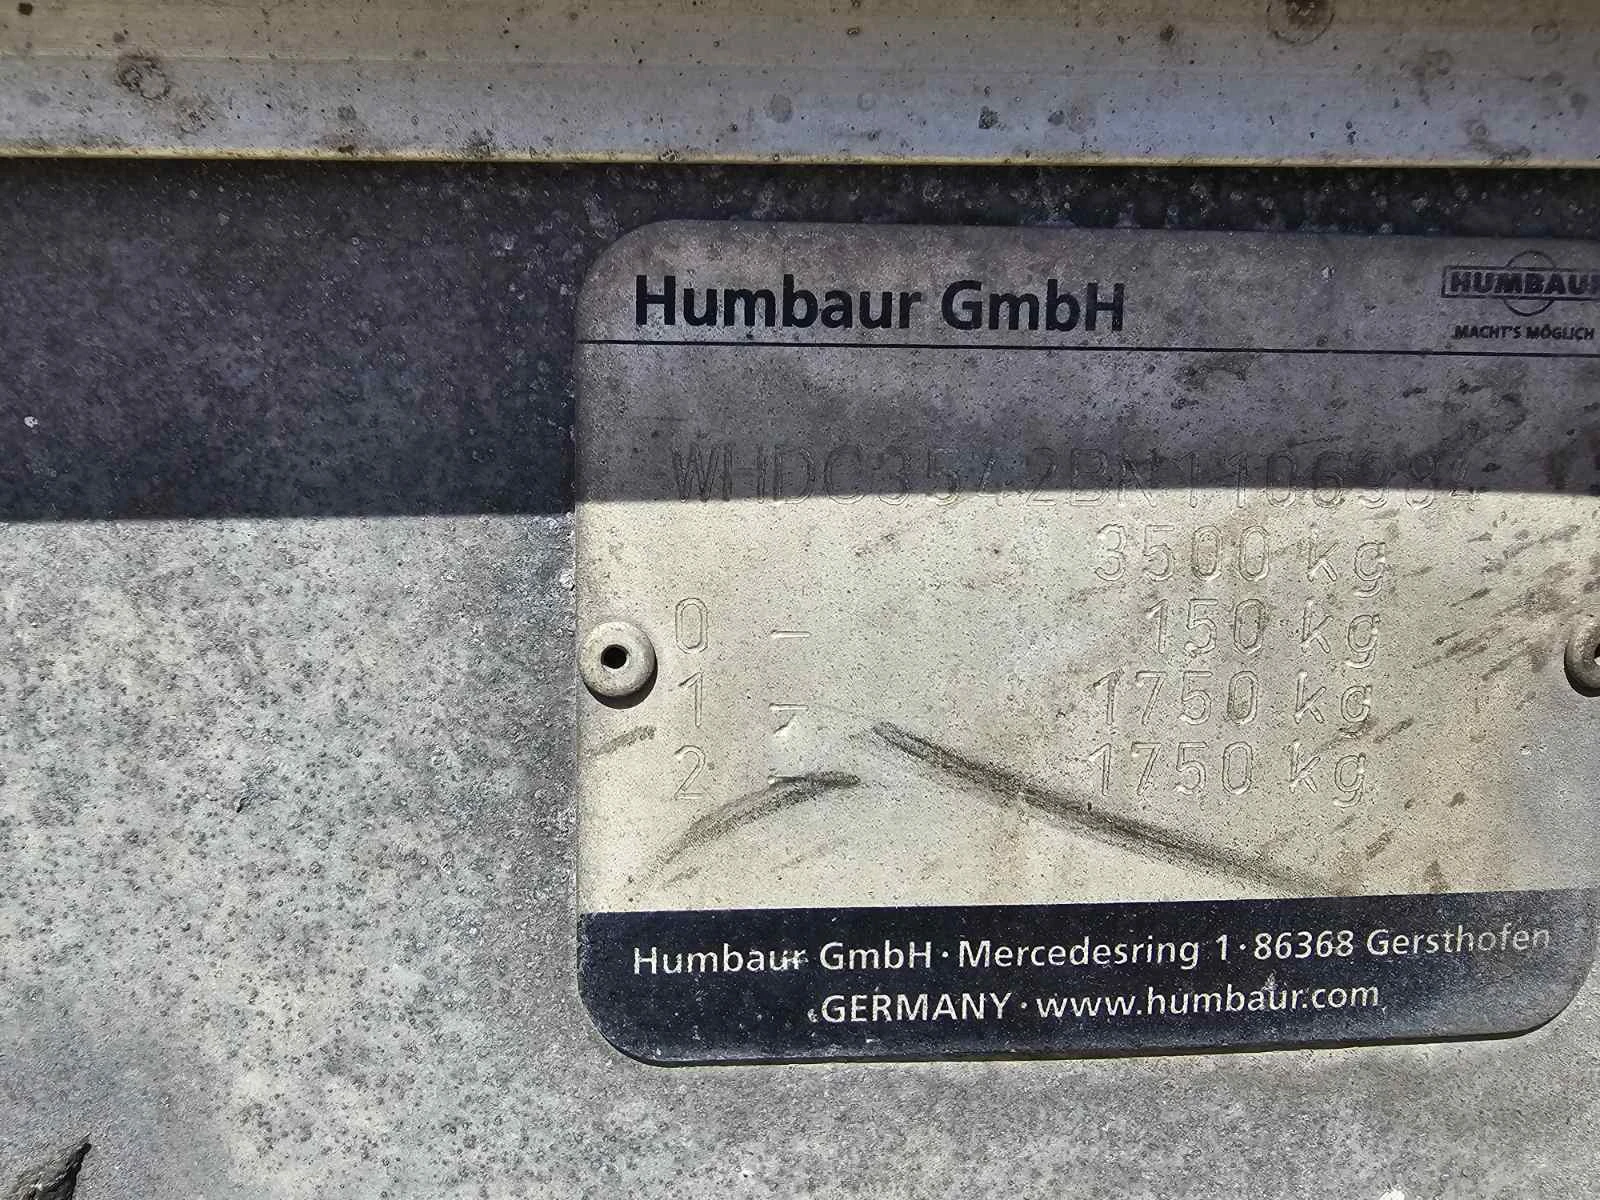 Humbaur GmbH
HUMBAUR
MACHT'S MÖGLICH
3500 kg
0 - 150 kg
1 - 1750 kg
2 - 1750 kg
Humbaur GmbH · Mercedesring 1 · 86368 Gersthofen
GERMANY · www.humbaur.com